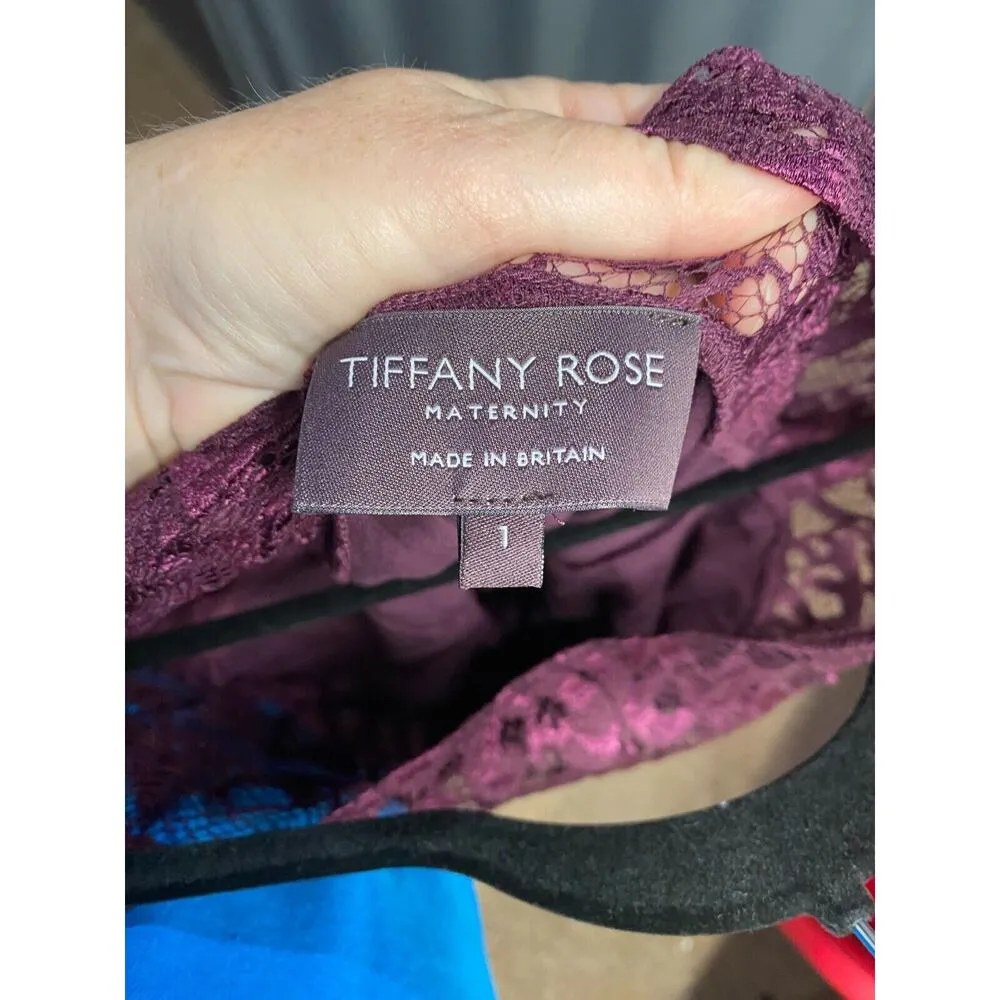 TIFFANY ROSE
MATERNITY
MADE IN BRITAIN
1